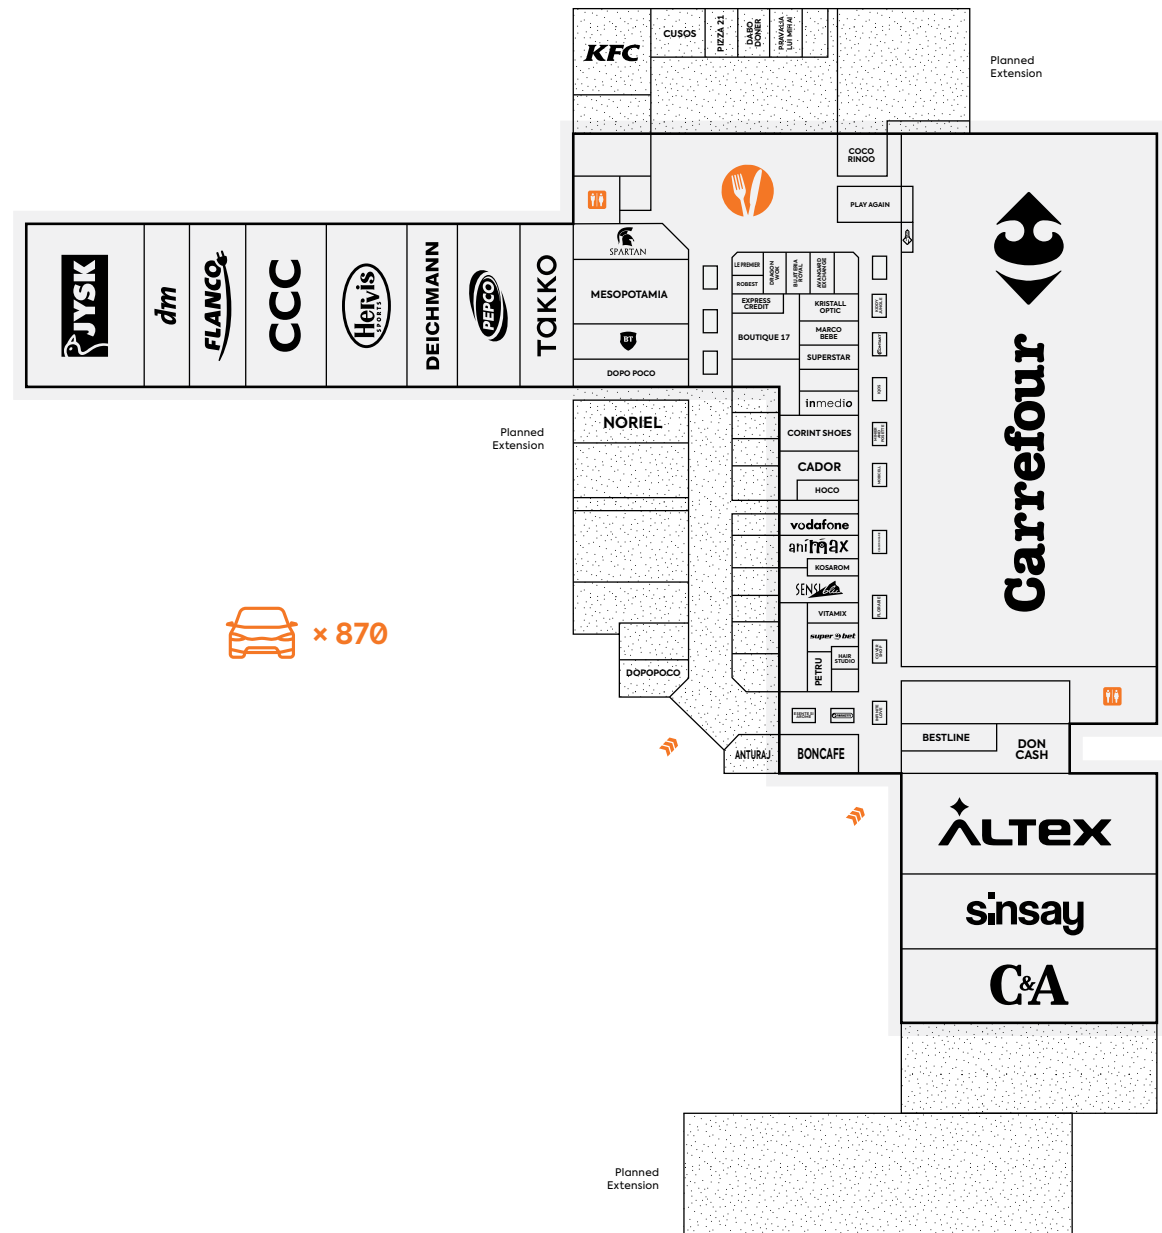 KFC
CUSOS
PIZZA 21
DABO
DONER
PRAVALIA
LUI MIHAI
Planned
Extension
COCO
RINOO
PLAY AGAIN
JYSK
dm
FLANCO
CCC
Hervis
SPORTS
DEICHMANN
PEPCO
TAKKO
SPARTAN
MESOPOTAMIA
BT
DOPO POCO
LE PREMIER
ROBEST
DRAGON
WOK
BIJUTERIA
ROYAL
AVANGARD
EXCHANGE
EXPRESS
CREDIT
KRISTALL
OPTIC
BOUTIQUE 17
MARCO
BEBE
SUPERSTAR
inmedio
CORINT SHOES
CADOR
HOCO
vodafone
animax
KOSAROM
SENSIblu
VITAMIX
superbet
PETRU
HAIR
STUDIO
IQOS
Carrefour
Planned
Extension
NORIEL
DOPOPOCO
× 870
ANTURAJ
BONCAFE
BESTLINE
DON
CASH
ALTEX
sinsay
C&A
Planned
Extension